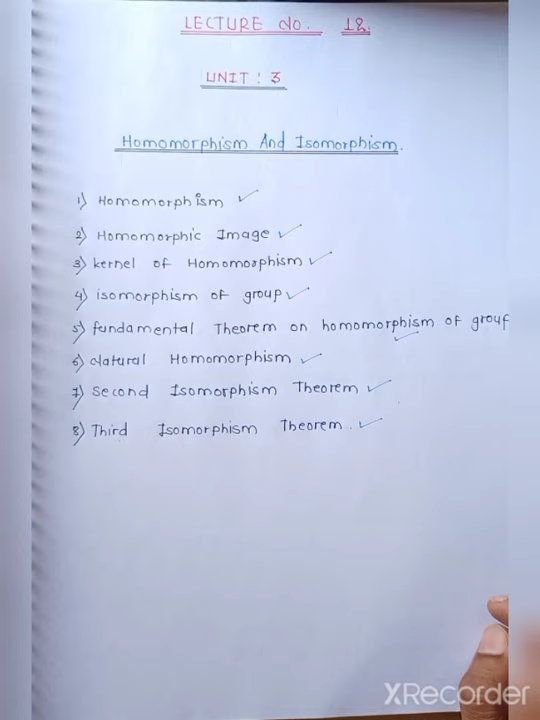 LECTURE No. 12.
UNIT : 3
Homomorphism And Isomorphism.
1) Homomorphism
2) Homomorphic Image
3) kernel of Homomorphism
4) isomorphism of group
5) fundamental Theorem on homomorphism of group
6) Natural Homomorphism
7) Second Isomorphism Theorem
8) Third Isomorphism Theorem.
XRecorder